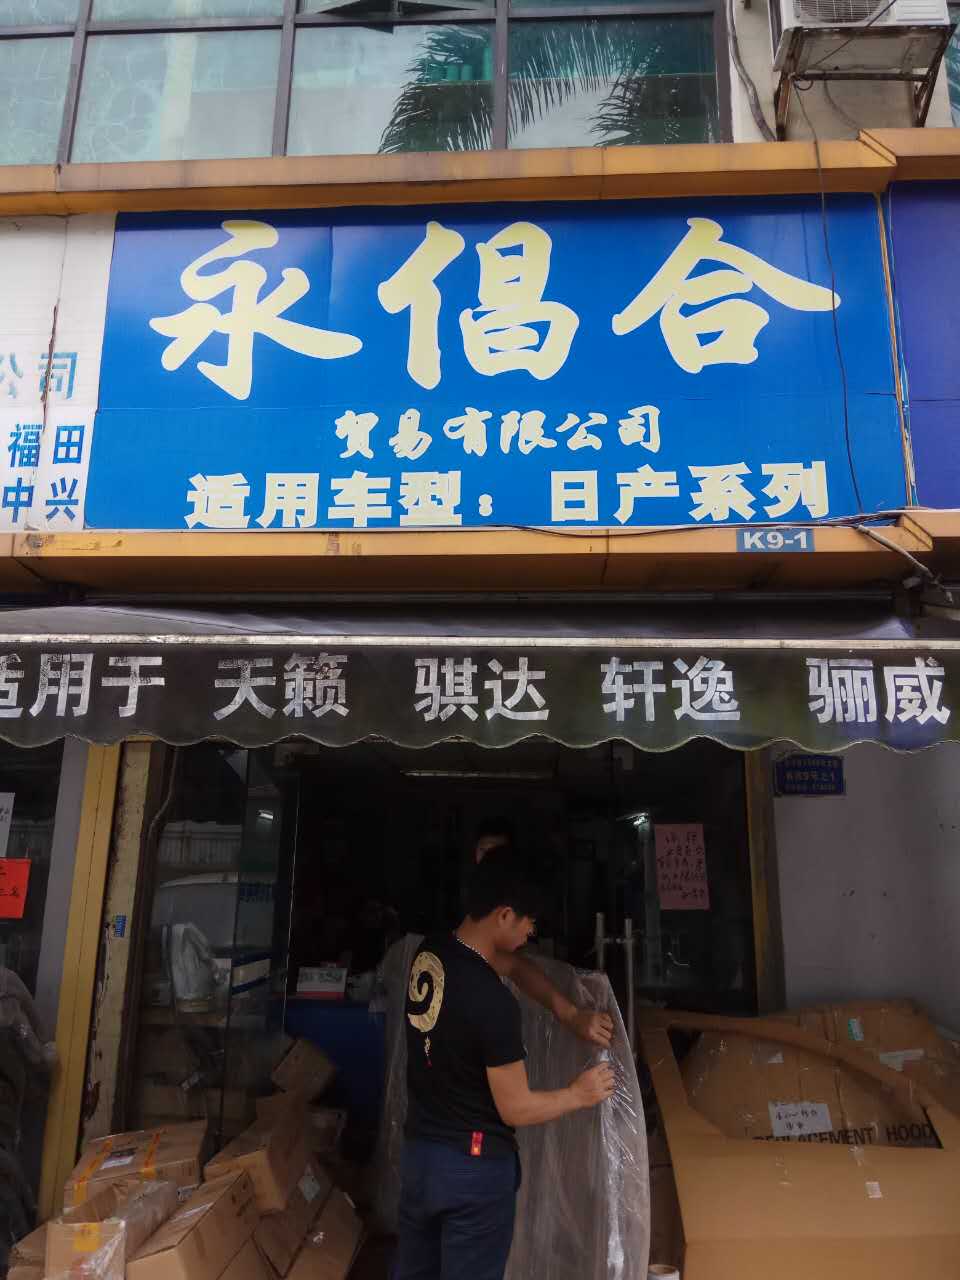 永倡合
贸易有限公司
适用车型：日产系列
公司
福田
中兴
K9-1
适用于 天籁 骐达 轩逸 骊威
REPLACEMENT HOOD